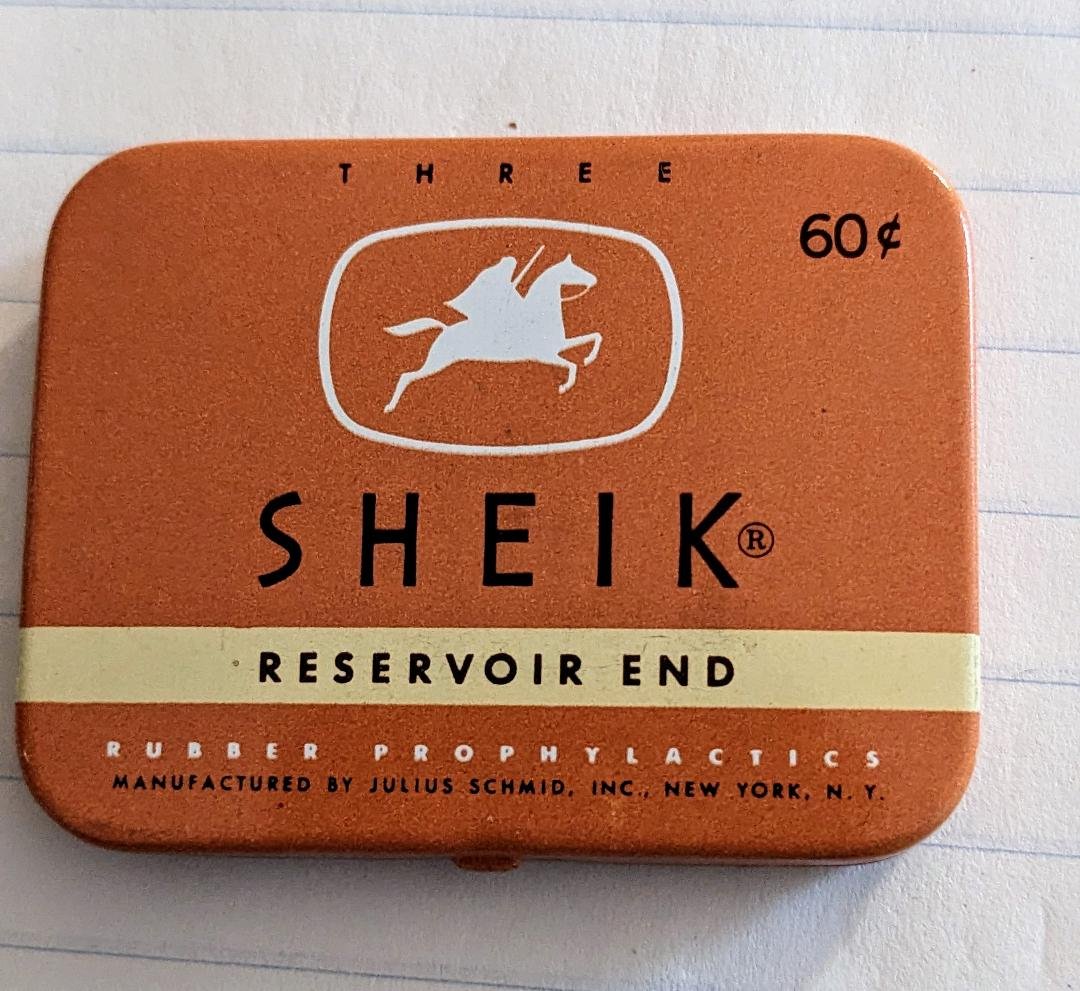 THREE
60¢
SHEIK®
RESERVOIR END
RUBBER PROPHYLACTICS
MANUFACTURED BY JULIUS SCHMID, INC., NEW YORK, N. Y.